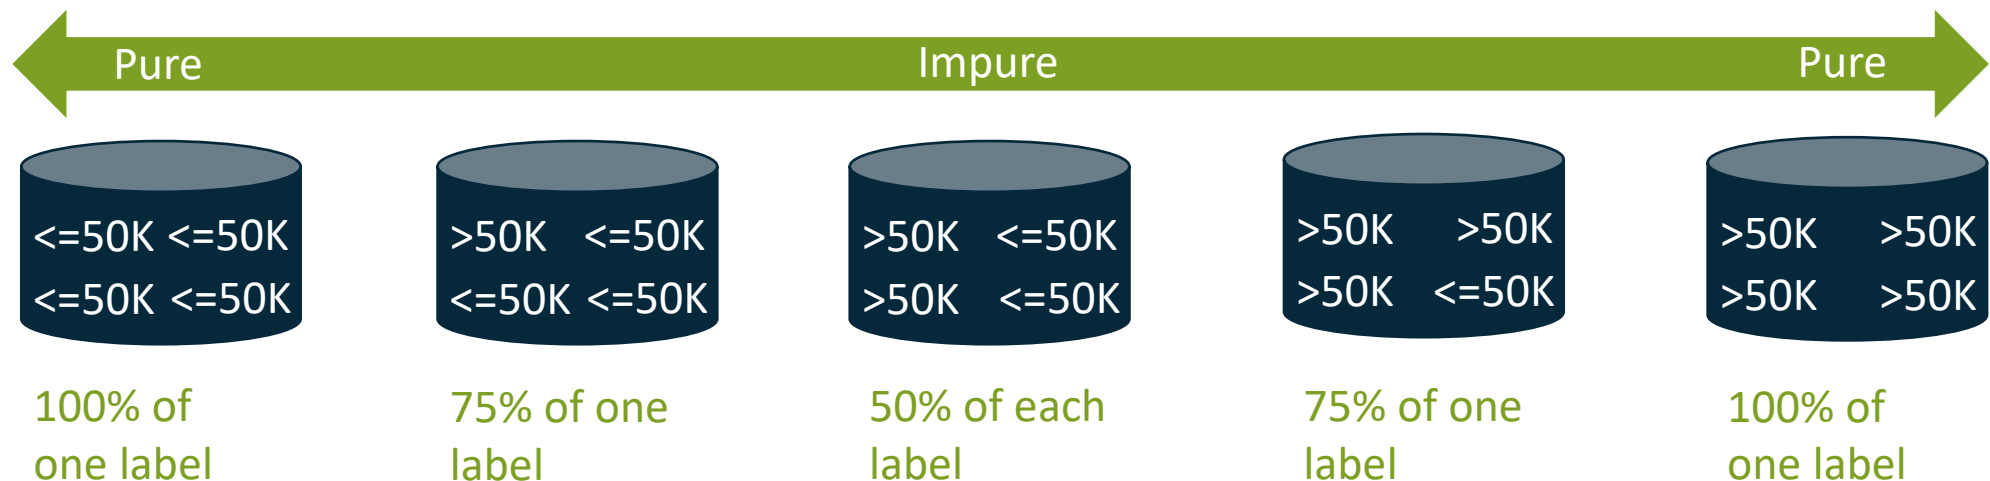 Pure Impure Pure
<=50K <=50K
<=50K <=50K
>50K <=50K
<=50K <=50K
>50K <=50K
>50K <=50K
>50K >50K
>50K <=50K
>50K >50K
>50K >50K
100% of
one label
75% of one
label
50% of each
label
75% of one
label
100% of
one label